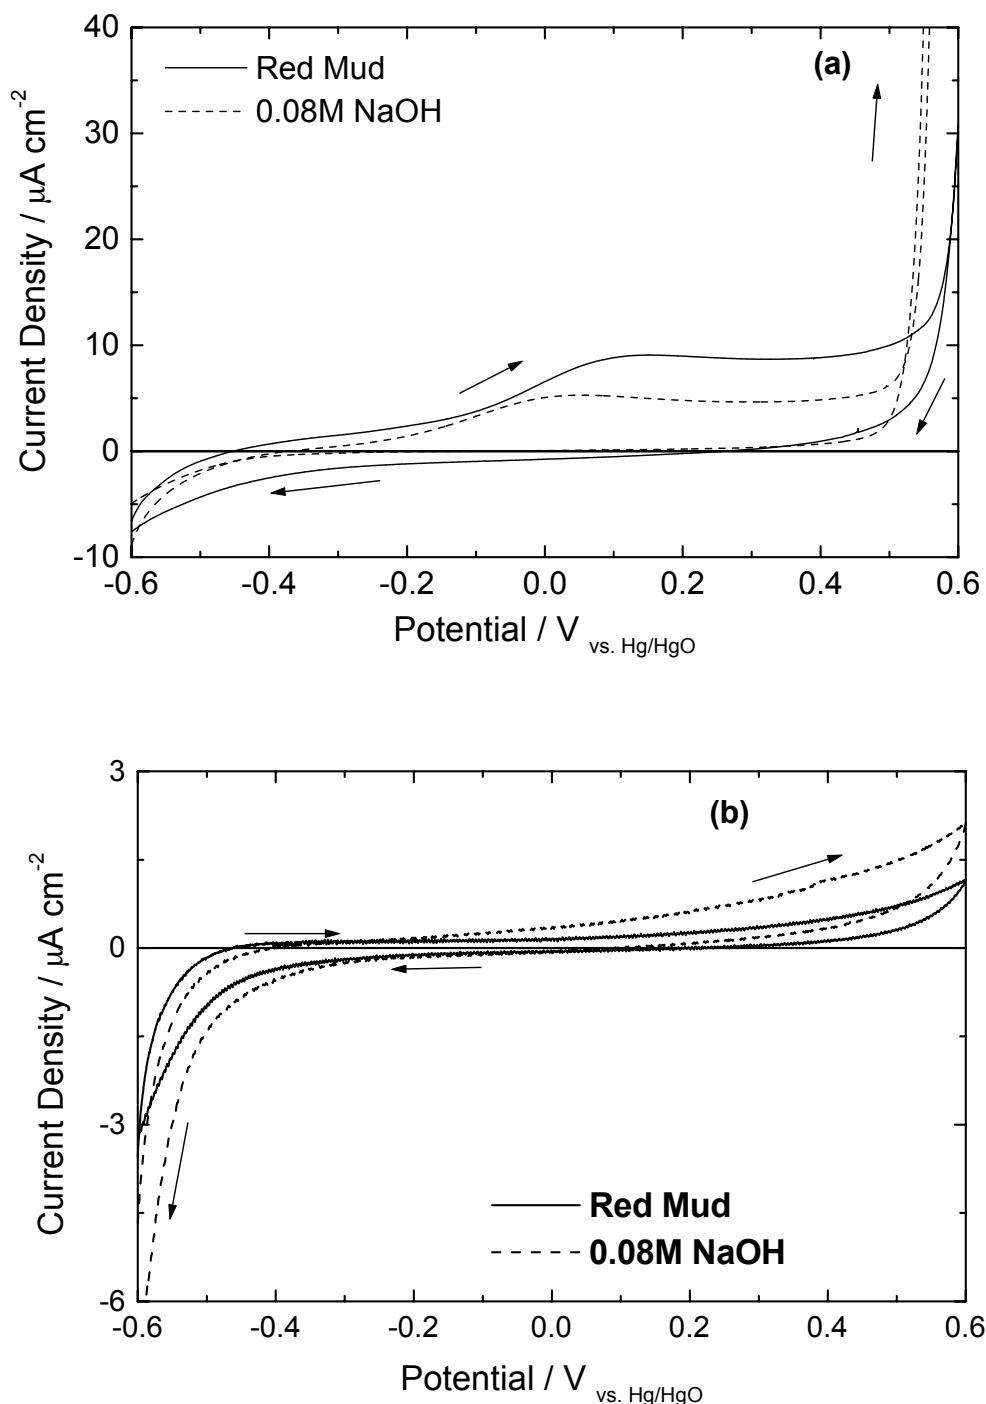 (a)
Red Mud
0.08M NaOH
40
30
20
10
0
-10
Current Density / μA cm-2
-0.6 -0.4 -0.2 0.0 0.2 0.4 0.6
Potential / V vs. Hg/HgO
(b)
3
0
-3
-6
Current Density / μA cm-2
Red Mud
0.08M NaOH
-0.6 -0.4 -0.2 0.0 0.2 0.4 0.6
Potential / V vs. Hg/HgO